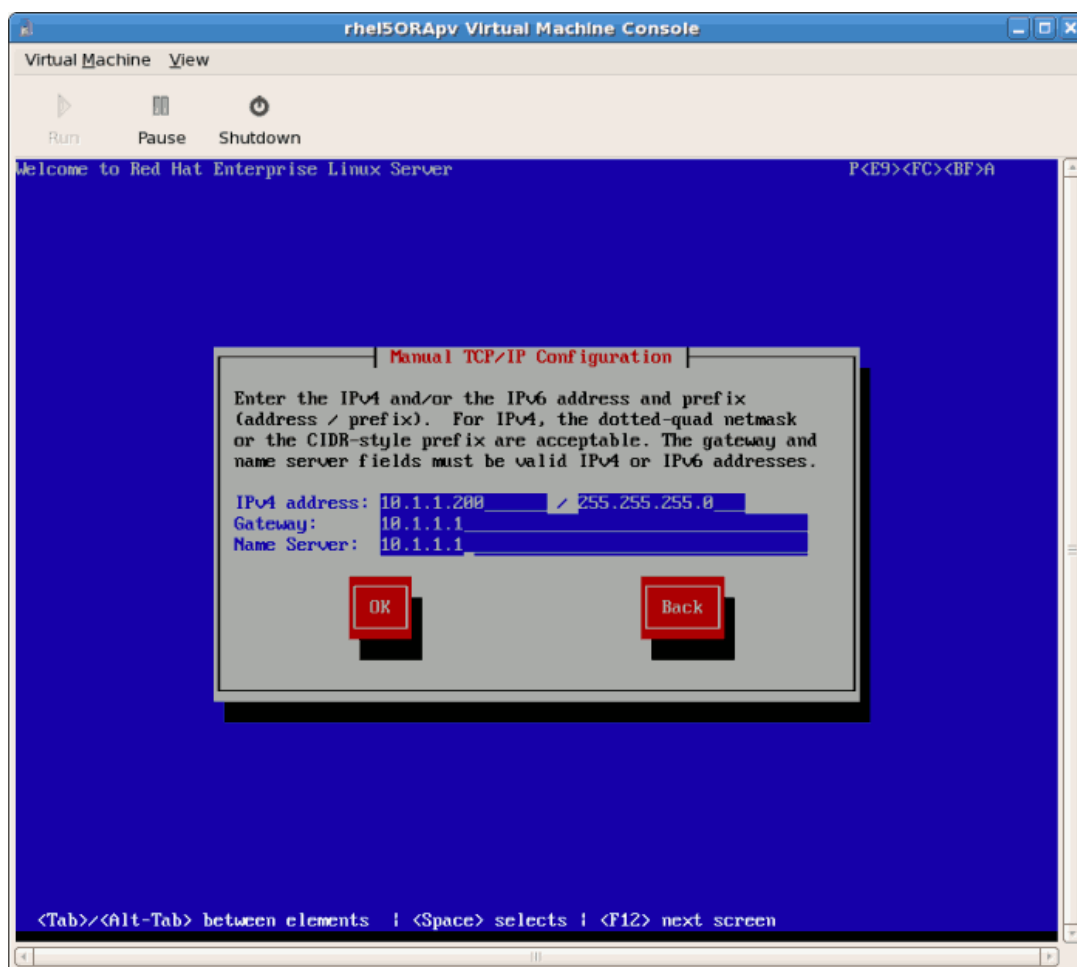 rhel5ORApv Virtual Machine Console
Virtual Machine View
Run Pause Shutdown
Welcome to Red Hat Enterprise Linux Server P<E9><FC><BF>A
Manual TCP/IP Configuration
Enter the IPv4 and/or the IPv6 address and prefix
(address / prefix). For IPv4, the dotted-quad netmask
or the CIDR-style prefix are acceptable. The gateway and
name server fields must be valid IPv4 or IPv6 addresses.
IPv4 address: 10.1.1.200______ / 255.255.255.0___
Gateway: 10.1.1.1
Name Server: 10.1.1.1
OK Back
<Tab>/<Alt-Tab> between elements | <Space> selects | <F12> next screen